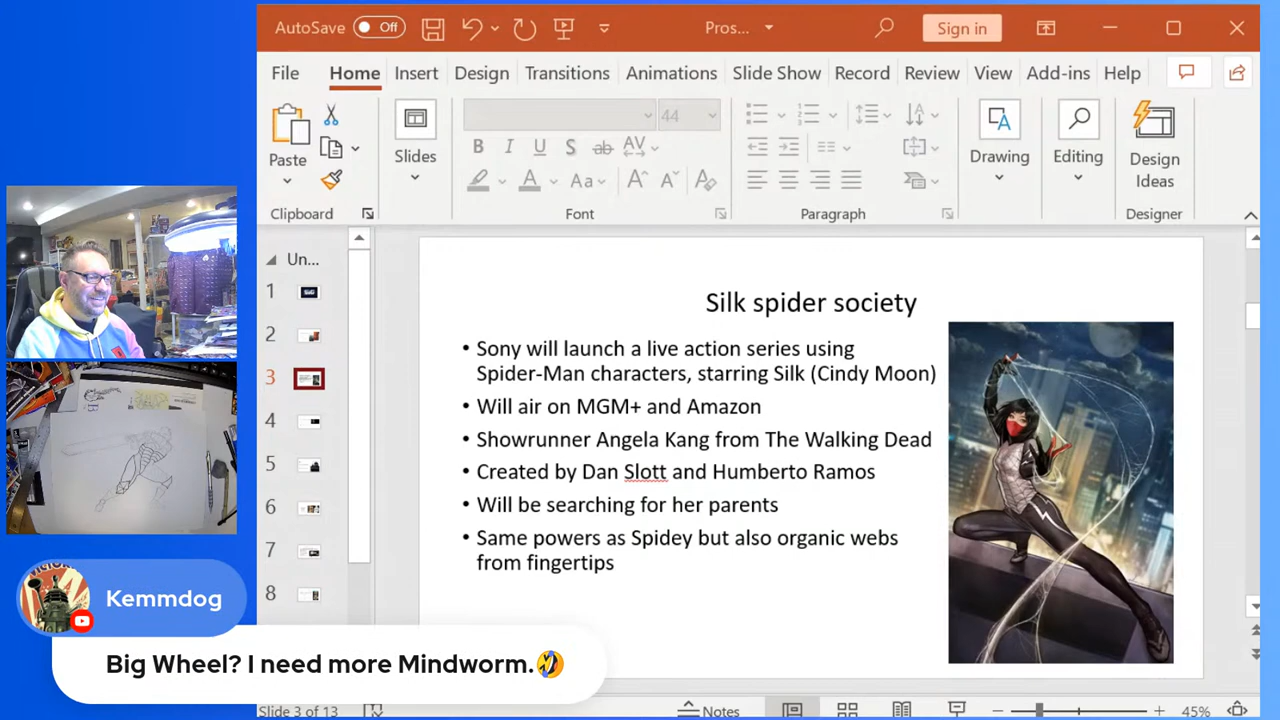 AutoSave Off Pros... Sign in
File Home Insert Design Transitions Animations Slide Show Record Review View Add-ins Help
44
B I U S ab AV
A Aa A A A
Paste Slides Drawing Editing Design
Ideas
Clipboard Font Paragraph Designer
Un...
1
2
3
4
5
6
7
8
Silk spider society
• Sony will launch a live action series using
Spider-Man characters, starring Silk (Cindy Moon)
• Will air on MGM+ and Amazon
• Showrunner Angela Kang from The Walking Dead
• Created by Dan Slott and Humberto Ramos
• Will be searching for her parents
• Same powers as Spidey but also organic webs
from fingertips
Kemmdog
Big Wheel? I need more Mindworm.🤣
Slide 3 of 13 Notes 45%